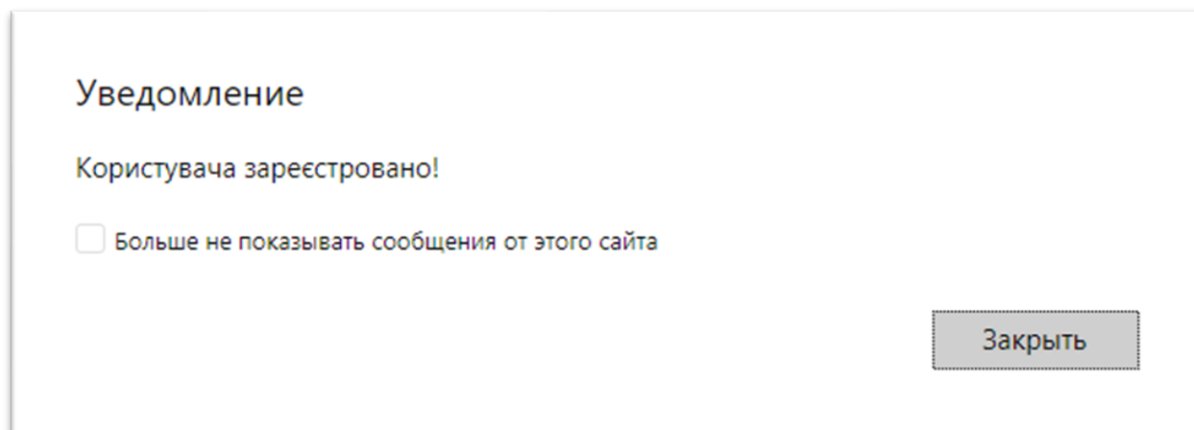 Уведомление
Користувача зареєстровано!
Больше не показывать сообщения от этого сайта
Закрыть